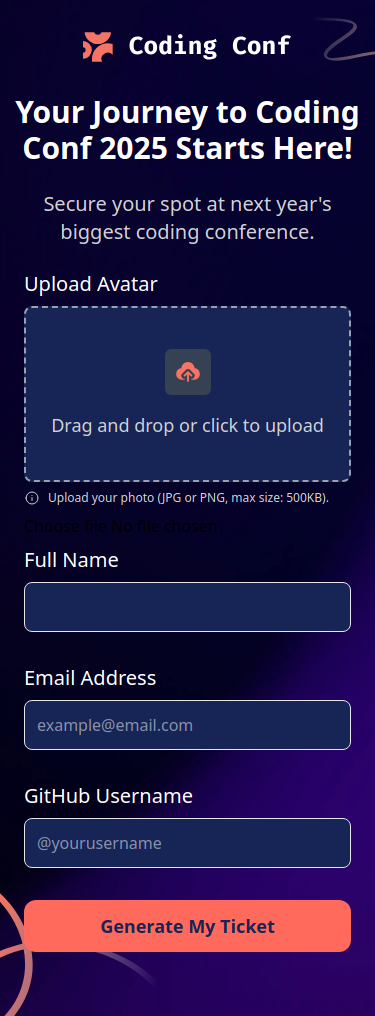 Coding Conf
Your Journey to Coding
Conf 2025 Starts Here!
Secure your spot at next year's
biggest coding conference.
Upload Avatar
Drag and drop or click to upload
Upload your photo (JPG or PNG, max size: 500KB).
Choose file No file chosen
Full Name
Email Address
example@email.com
GitHub Username
@yourusername
Generate My Ticket